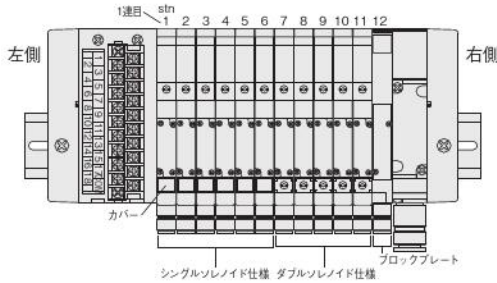 1連目 stn
1 2 3 4 5 6 7 8 9 10 11 12
左側
右側
カバー
ブロックプレート
シングルソレノイド仕様 ダブルソレノイド仕様